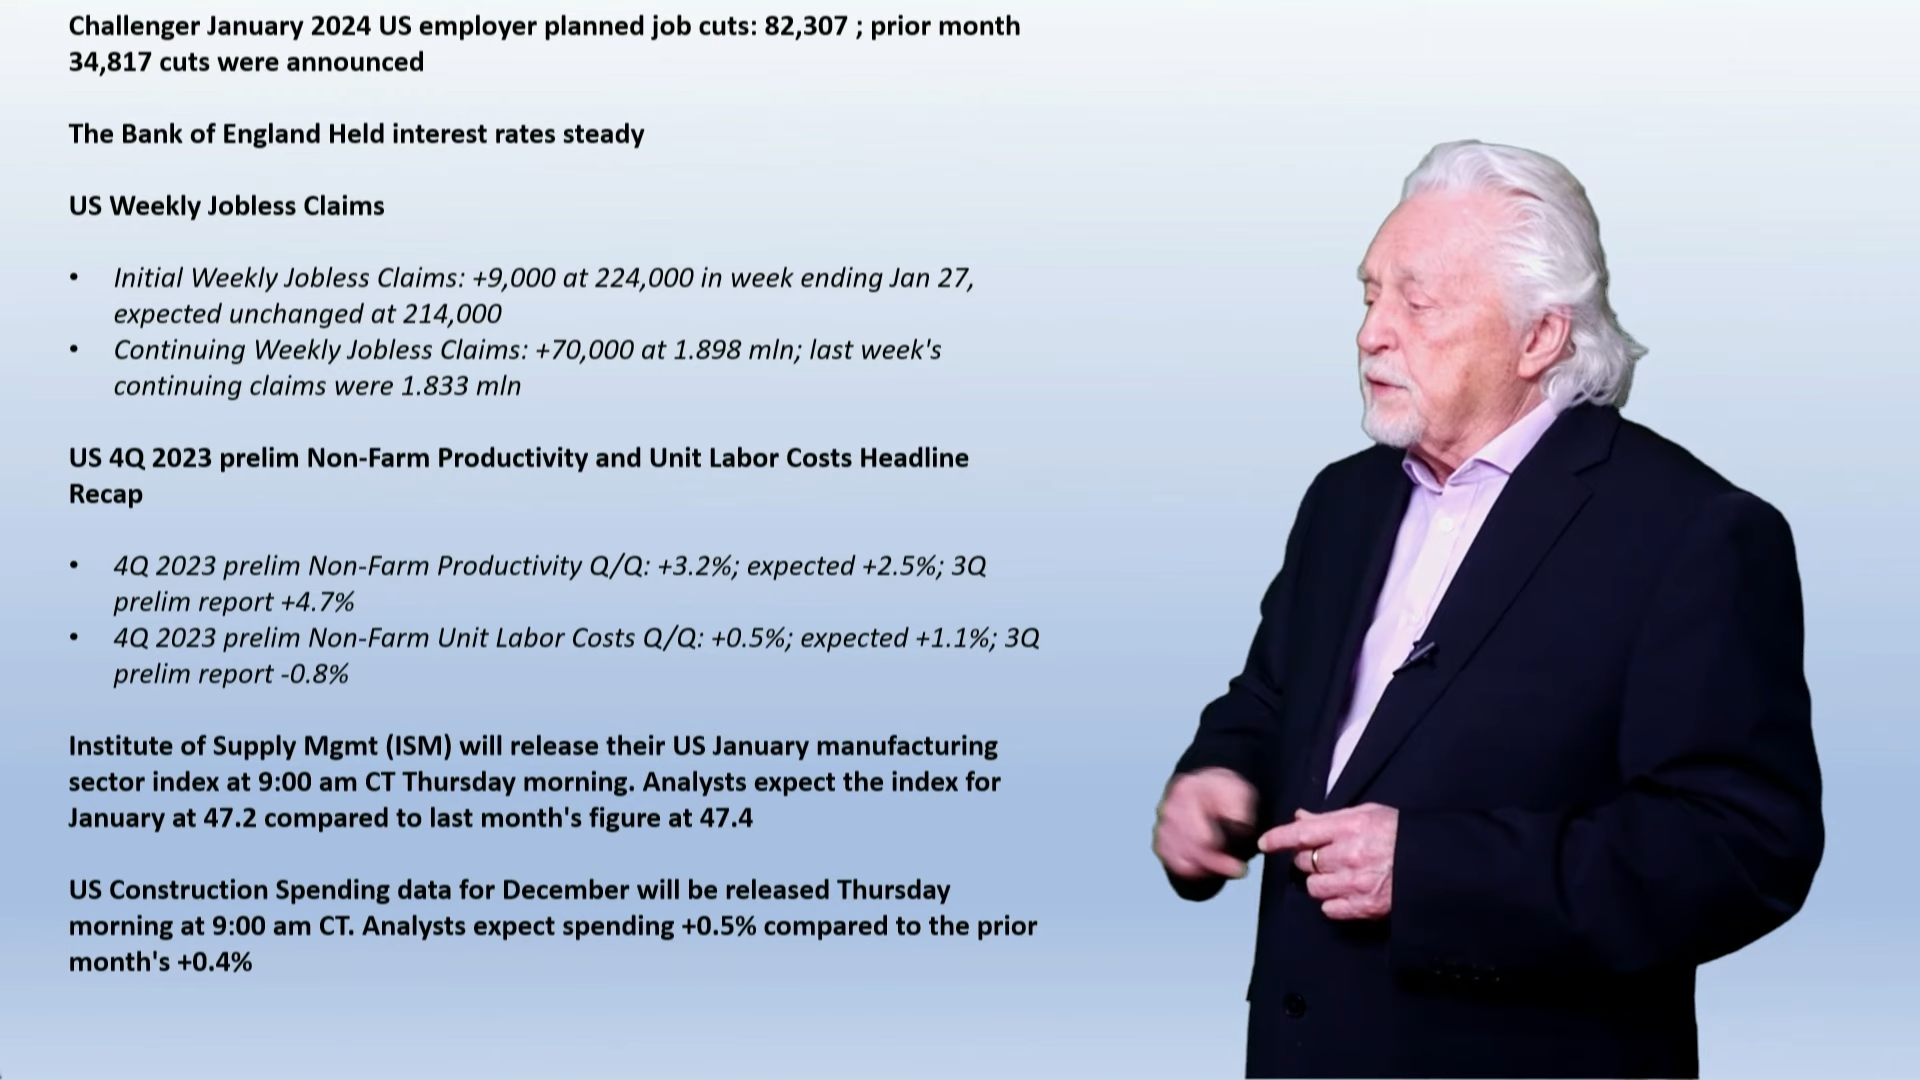 Challenger January 2024 US employer planned job cuts: 82,307 ; prior month
34,817 cuts were announced
The Bank of England Held interest rates steady
US Weekly Jobless Claims
• Initial Weekly Jobless Claims: +9,000 at 224,000 in week ending Jan 27,
expected unchanged at 214,000
• Continuing Weekly Jobless Claims: +70,000 at 1.898 mln; last week's
continuing claims were 1.833 mln
US 4Q 2023 prelim Non-Farm Productivity and Unit Labor Costs Headline
Recap
• 4Q 2023 prelim Non-Farm Productivity Q/Q: +3.2%; expected +2.5%; 3Q
prelim report +4.7%
• 4Q 2023 prelim Non-Farm Unit Labor Costs Q/Q: +0.5%; expected +1.1%; 3Q
prelim report -0.8%
Institute of Supply Mgmt (ISM) will release their US January manufacturing
sector index at 9:00 am CT Thursday morning. Analysts expect the index for
January at 47.2 compared to last month's figure at 47.4
US Construction Spending data for December will be released Thursday
morning at 9:00 am CT. Analysts expect spending +0.5% compared to the prior
month's +0.4%